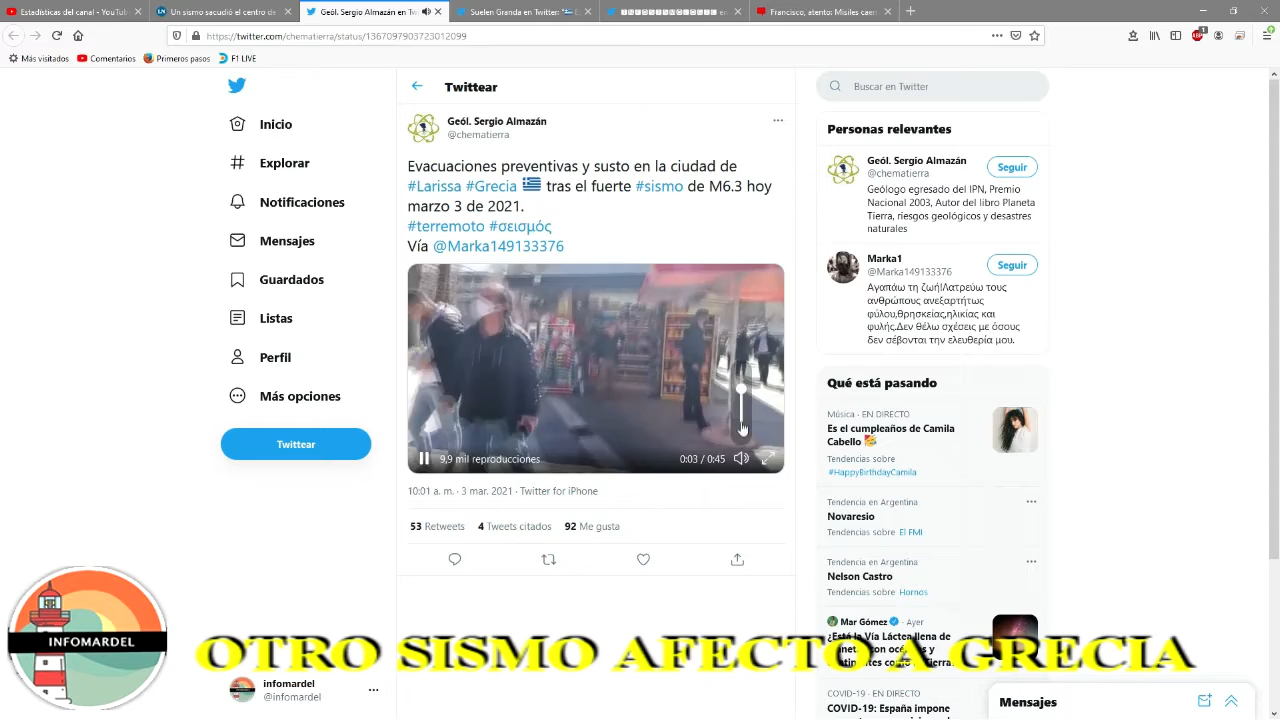 Estadísticas del canal - YouTube
Un sismo sacudió el centro de
Geól. Sergio Almazán en Tw
Suelen Granda en Twitter:
Francisco, atento: Misiles caen
https://twitter.com/chematierra/status/1367097903723012099
Más visitados
Comentarios
Primeros pasos
F1 LIVE
Inicio
Explorar
Notificaciones
Mensajes
Guardados
Listas
Perfil
Más opciones
Twittear
infomardel
@infomardel
Twittear
Geól. Sergio Almazán
@chematierra
Evacuaciones preventivas y susto en la ciudad de
#Larissa #Grecia 🇬🇷 tras el fuerte #sismo de M6.3 hoy
marzo 3 de 2021.
#terremoto #σεισμός
Vía @Marka149133376
9,9 mil reproducciones
0:03 / 0:45
10:01 a. m. · 3 mar. 2021 · Twitter for iPhone
53 Retweets 4 Tweets citados 92 Me gusta
Buscar en Twitter
Personas relevantes
Geól. Sergio Almazán
@chematierra
Seguir
Geólogo egresado del IPN, Premio
Nacional 2003, Autor del libro Planeta
Tierra, riesgos geológicos y desastres
naturales
Marka1
@Marka149133376
Seguir
Αγαπάω τη ζωή!Λατρεύω τους
ανθρώπους ανεξαρτήτως
φύλου,θρησκείας,ηλικίας και
φυλής.Δεν θέλω σχέσεις με όσους
δεν σέβονται την ελευθερία μου.
Qué está pasando
Música · EN DIRECTO
Es el cumpleaños de Camila
Cabello 🎉
Tendencias sobre
#HappyBirthdayCamila
Tendencia en Argentina
Novaresio
Tendencias sobre El FMI
Tendencia en Argentina
Nelson Castro
Tendencias sobre Hornos
Mar Gómez · Ayer
¿Está la Vía Láctea llena de
COVID-19 · EN DIRECTO
COVID-19: España impone
Mensajes
INFOMARDEL
OTRO SISMO AFECTO A GRECIA